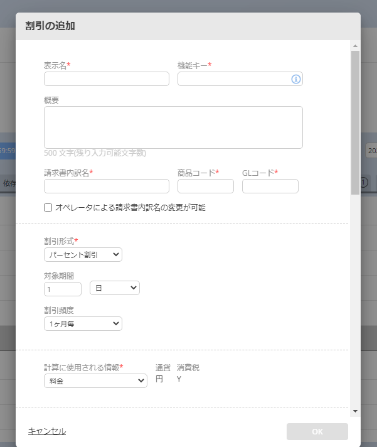 割引の追加
表示名* 機能キー*
概要
500 文字(残り入力可能文字数)
請求書内訳名* 商品コード* GLコード*
オペレータによる請求書内訳名の変更が可能
割引形式*
パーセント割引
対象期間
1 日
割引頻度
1ヶ月毎
計算に使用される情報* 通貨 消費税
料金 円 Y
キャンセル OK